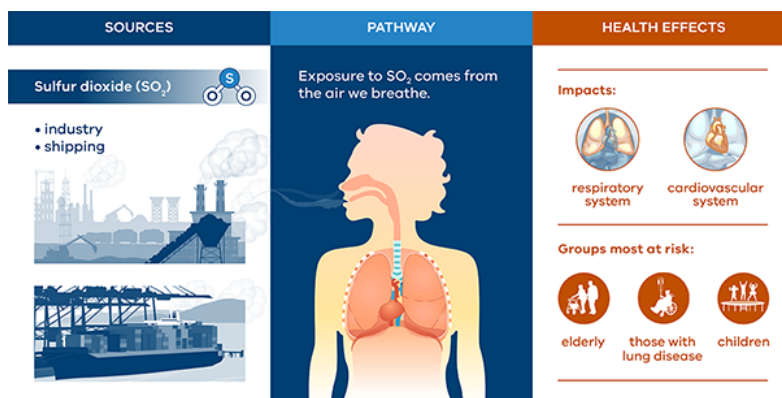 SOURCES
Sulfur dioxide (SO₂)
S
O
O
• industry
• shipping
PATHWAY
Exposure to SO₂ comes from
the air we breathe.
HEALTH EFFECTS
Impacts:
respiratory
system
cardiovascular
system
Groups most at risk:
elderly
those with
lung disease
children